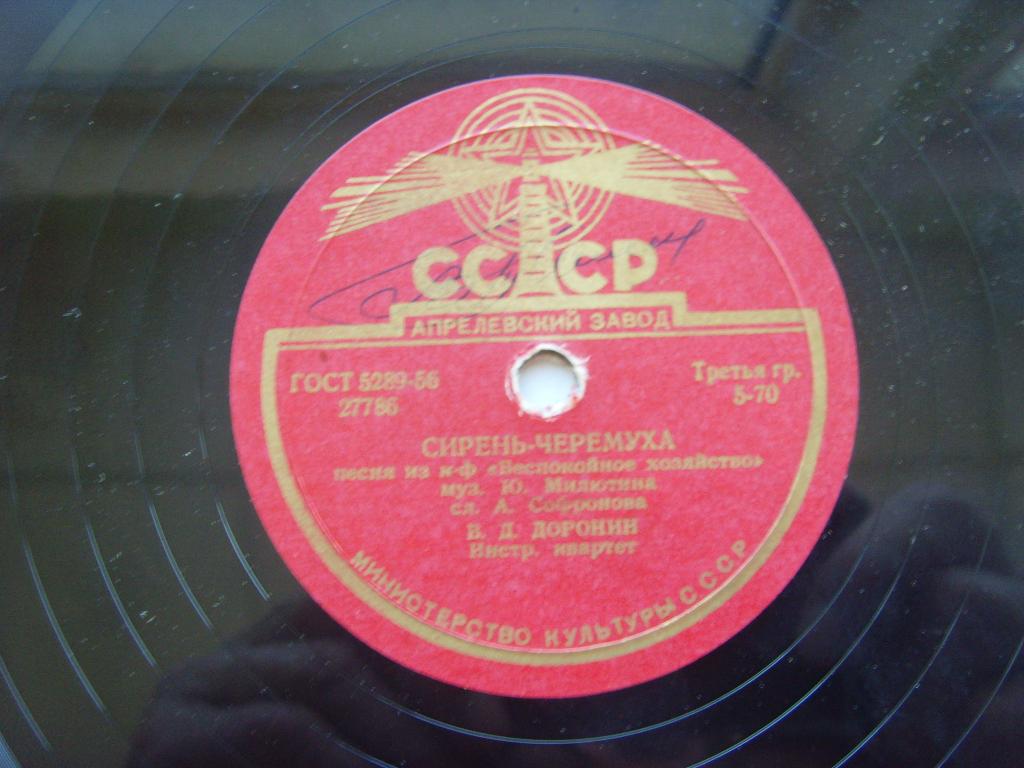 СССР
АПРЕЛЕВСКИЙ ЗАВОД
ГОСТ 5289-56
27786
Третья гр.
5-70
СИРЕНЬ-ЧЕРЕМУХА
песня из к-ф «Беспокойное хозяйство»
муз. Ю. Милютина
сл. А. Софронова
В. Д. ДОРОНИН
Инстр. квартет
МИНИСТЕРСТВО КУЛЬТУРЫ СССР